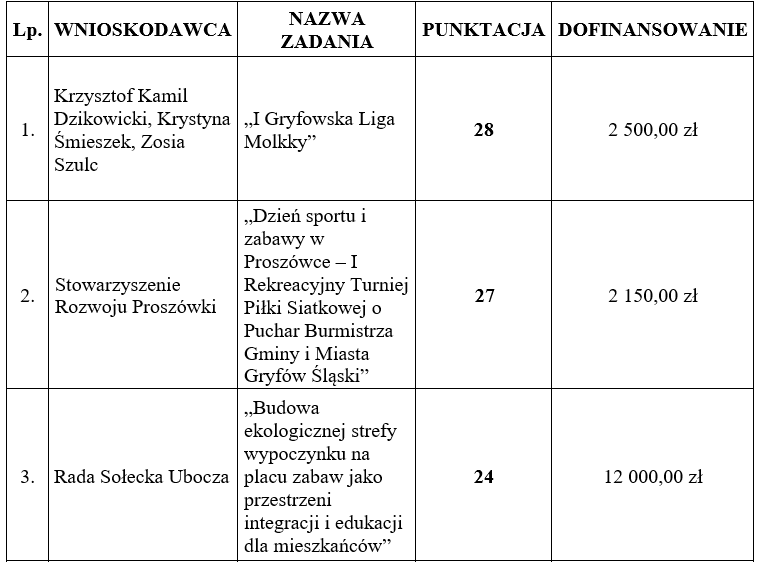 Lp.
WNIOSKODAWCA
NAZWA
ZADANIA
PUNKTACJA
DOFINANSOWANIE
1.
Krzysztof Kamil
Dzikowicki, Krystyna
Śmieszek, Zosia
Szulc
„I Gryfowska Liga
Molkky”
28
2 500,00 zł
2.
Stowarzyszenie
Rozwoju Proszówki
„Dzień sportu i
zabawy w
Proszówce – I
Rekreacyjny Turniej
Piłki Siatkowej o
Puchar Burmistrza
Gminy i Miasta
Gryfów Śląski”
27
2 150,00 zł
3.
Rada Sołecka Ubocza
„Budowa
ekologicznej strefy
wypoczynku na
placu zabaw jako
przestrzeni
integracji i edukacji
dla mieszkańców”
24
12 000,00 zł